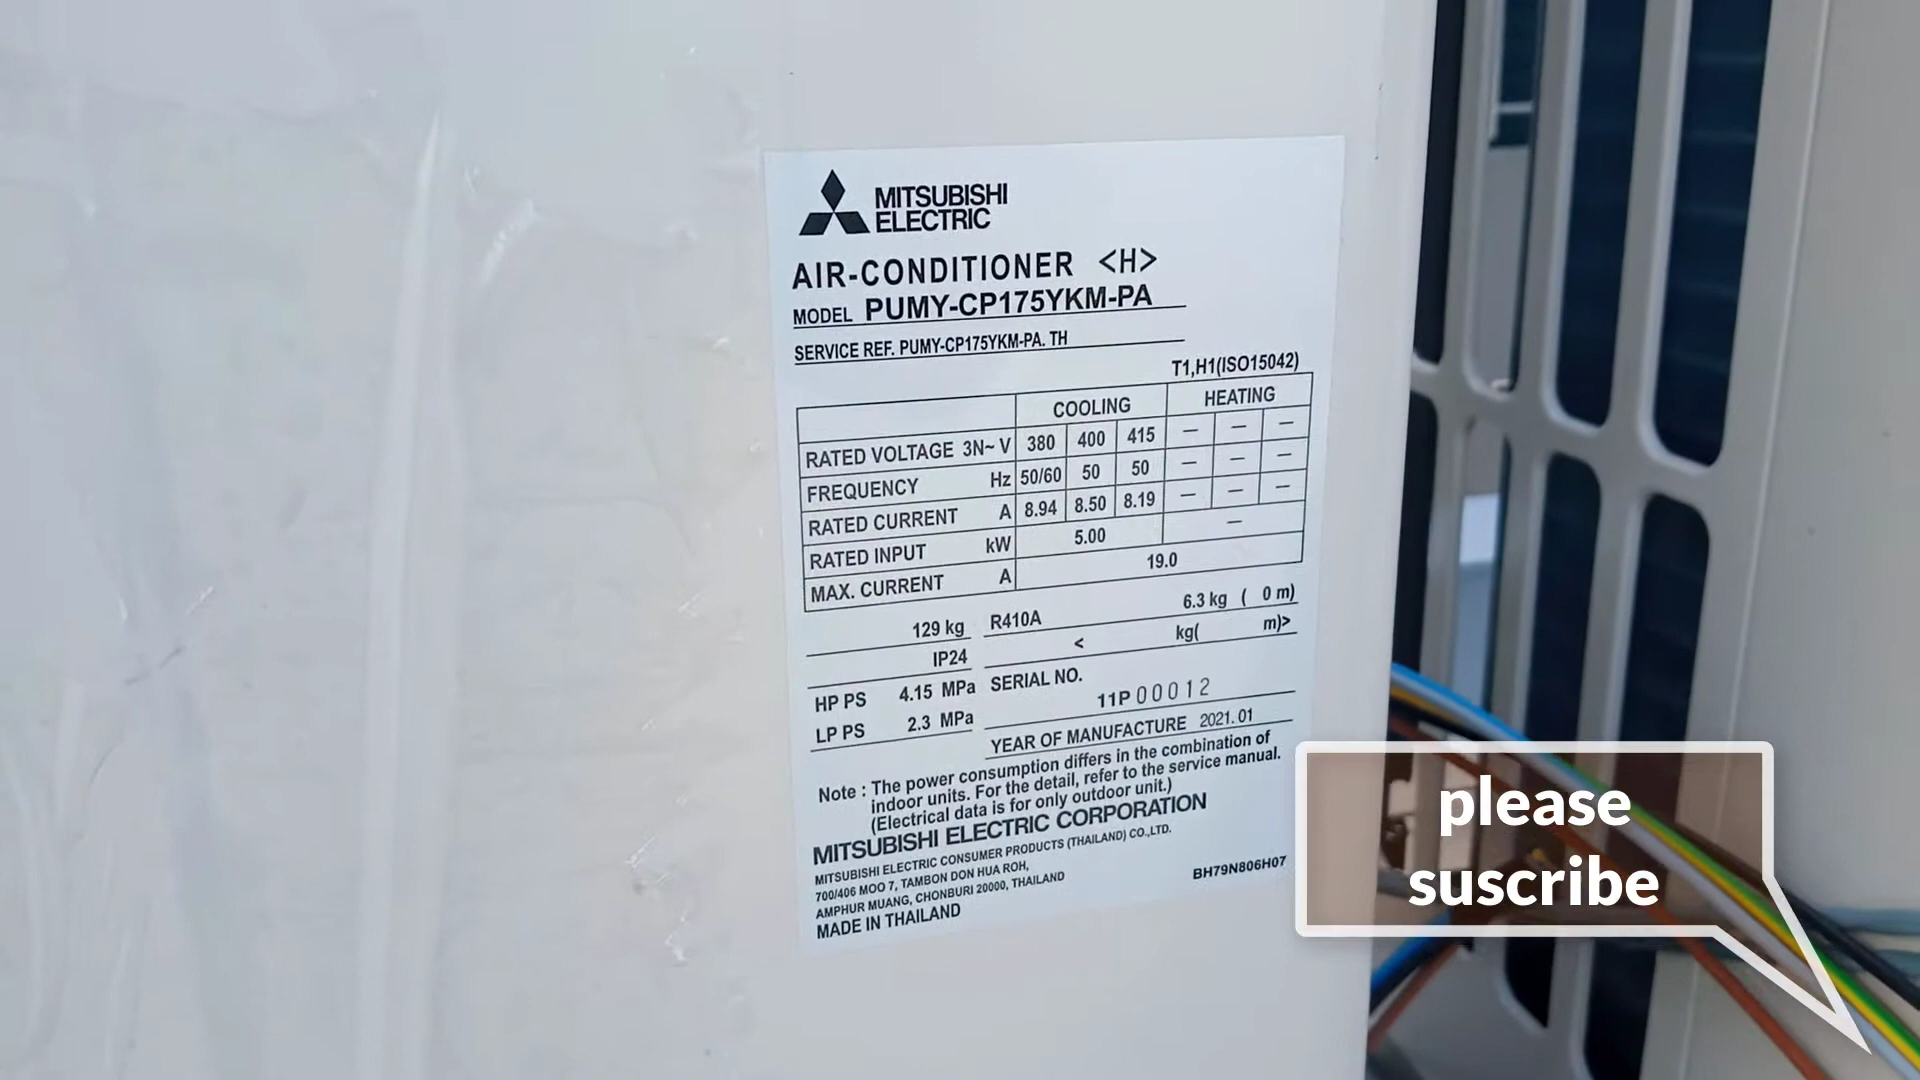 MITSUBISHI
ELECTRIC
AIR-CONDITIONER <H>
MODEL PUMY-CP175YKM-PA
SERVICE REF. PUMY-CP175YKM-PA. TH
T1,H1(ISO15042)
COOLING HEATING
RATED VOLTAGE 3N~ V 380 400 415 — — —
FREQUENCY Hz 50/60 50 50 — — —
RATED CURRENT A 8.94 8.50 8.19 — — —
RATED INPUT kW 5.00 —
MAX. CURRENT A 19.0
129 kg R410A 6.3 kg ( 0 m)
IP24 < kg( m)>
HP PS 4.15 MPa SERIAL NO.
11P00012
LP PS 2.3 MPa
YEAR OF MANUFACTURE 2021.01
Note : The power consumption differs in the combination of
indoor units. For the detail, refer to the service manual.
(Electrical data is for only outdoor unit.)
MITSUBISHI ELECTRIC CORPORATION
MITSUBISHI ELECTRIC CONSUMER PRODUCTS (THAILAND) CO.,LTD.
700/406 MOO 7, TAMBON DON HUA ROH,
AMPHUR MUANG, CHONBURI 20000, THAILAND
MADE IN THAILAND
BH79N806H07
please
suscribe